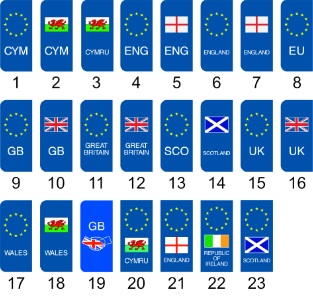 CYM CYM CYMRU ENG ENG ENGLAND ENGLAND EU
1 2 3 4 5 6 7 8
GB GB GREAT BRITAIN GREAT BRITAIN SCO SCOTLAND UK UK
9 10 11 12 13 14 15 16
WALES WALES GB CYMRU ENGLAND REPUBLIC OF IRELAND SCOTLAND
17 18 19 20 21 22 23